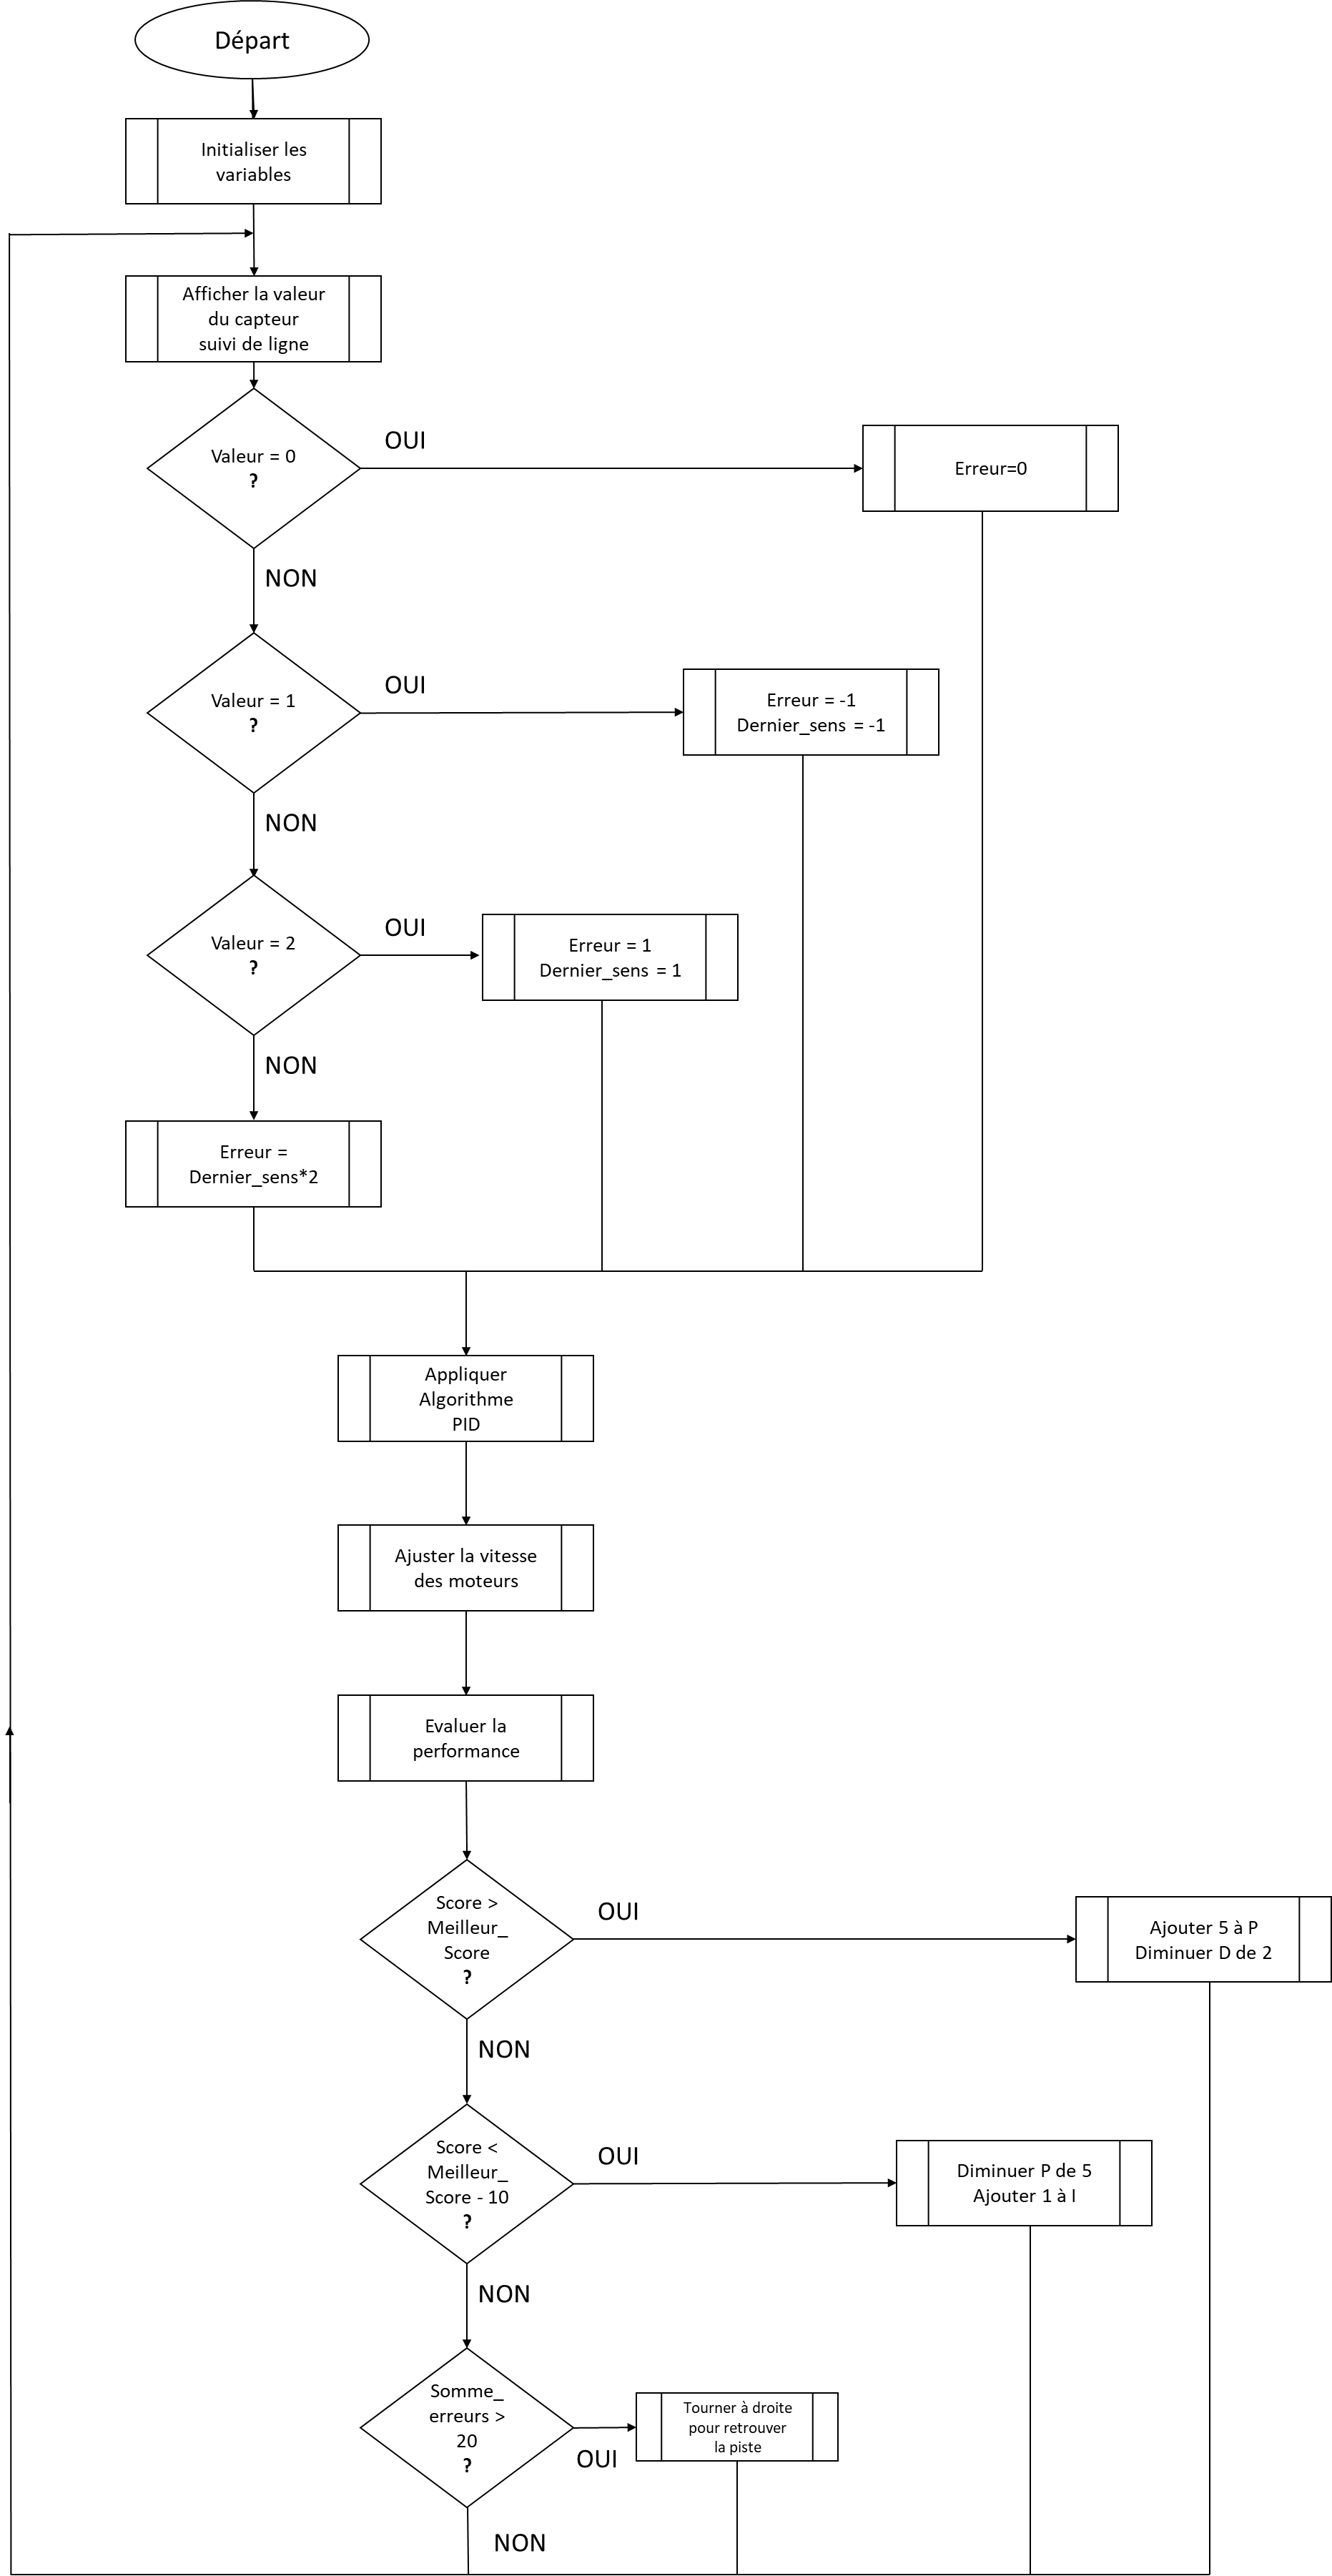 Départ
Initialiser les
variables
Afficher la valeur
du capteur
suivi de ligne
Valeur = 0
?
OUI
Erreur=0
NON
Valeur = 1
?
OUI
Erreur = -1
Dernier_sens = -1
NON
Valeur = 2
?
OUI
Erreur = 1
Dernier_sens = 1
NON
Erreur =
Dernier_sens*2
Appliquer
Algorithme
PID
Ajuster la vitesse
des moteurs
Evaluer la
performance
Score >
Meilleur_
Score
?
OUI
Ajouter 5 à P
Diminuer D de 2
NON
Score <
Meilleur_
Score - 10
?
OUI
Diminuer P de 5
Ajouter 1 à I
NON
Somme_
erreurs >
20
?
OUI
Tourner à droite
pour retrouver
la piste
NON